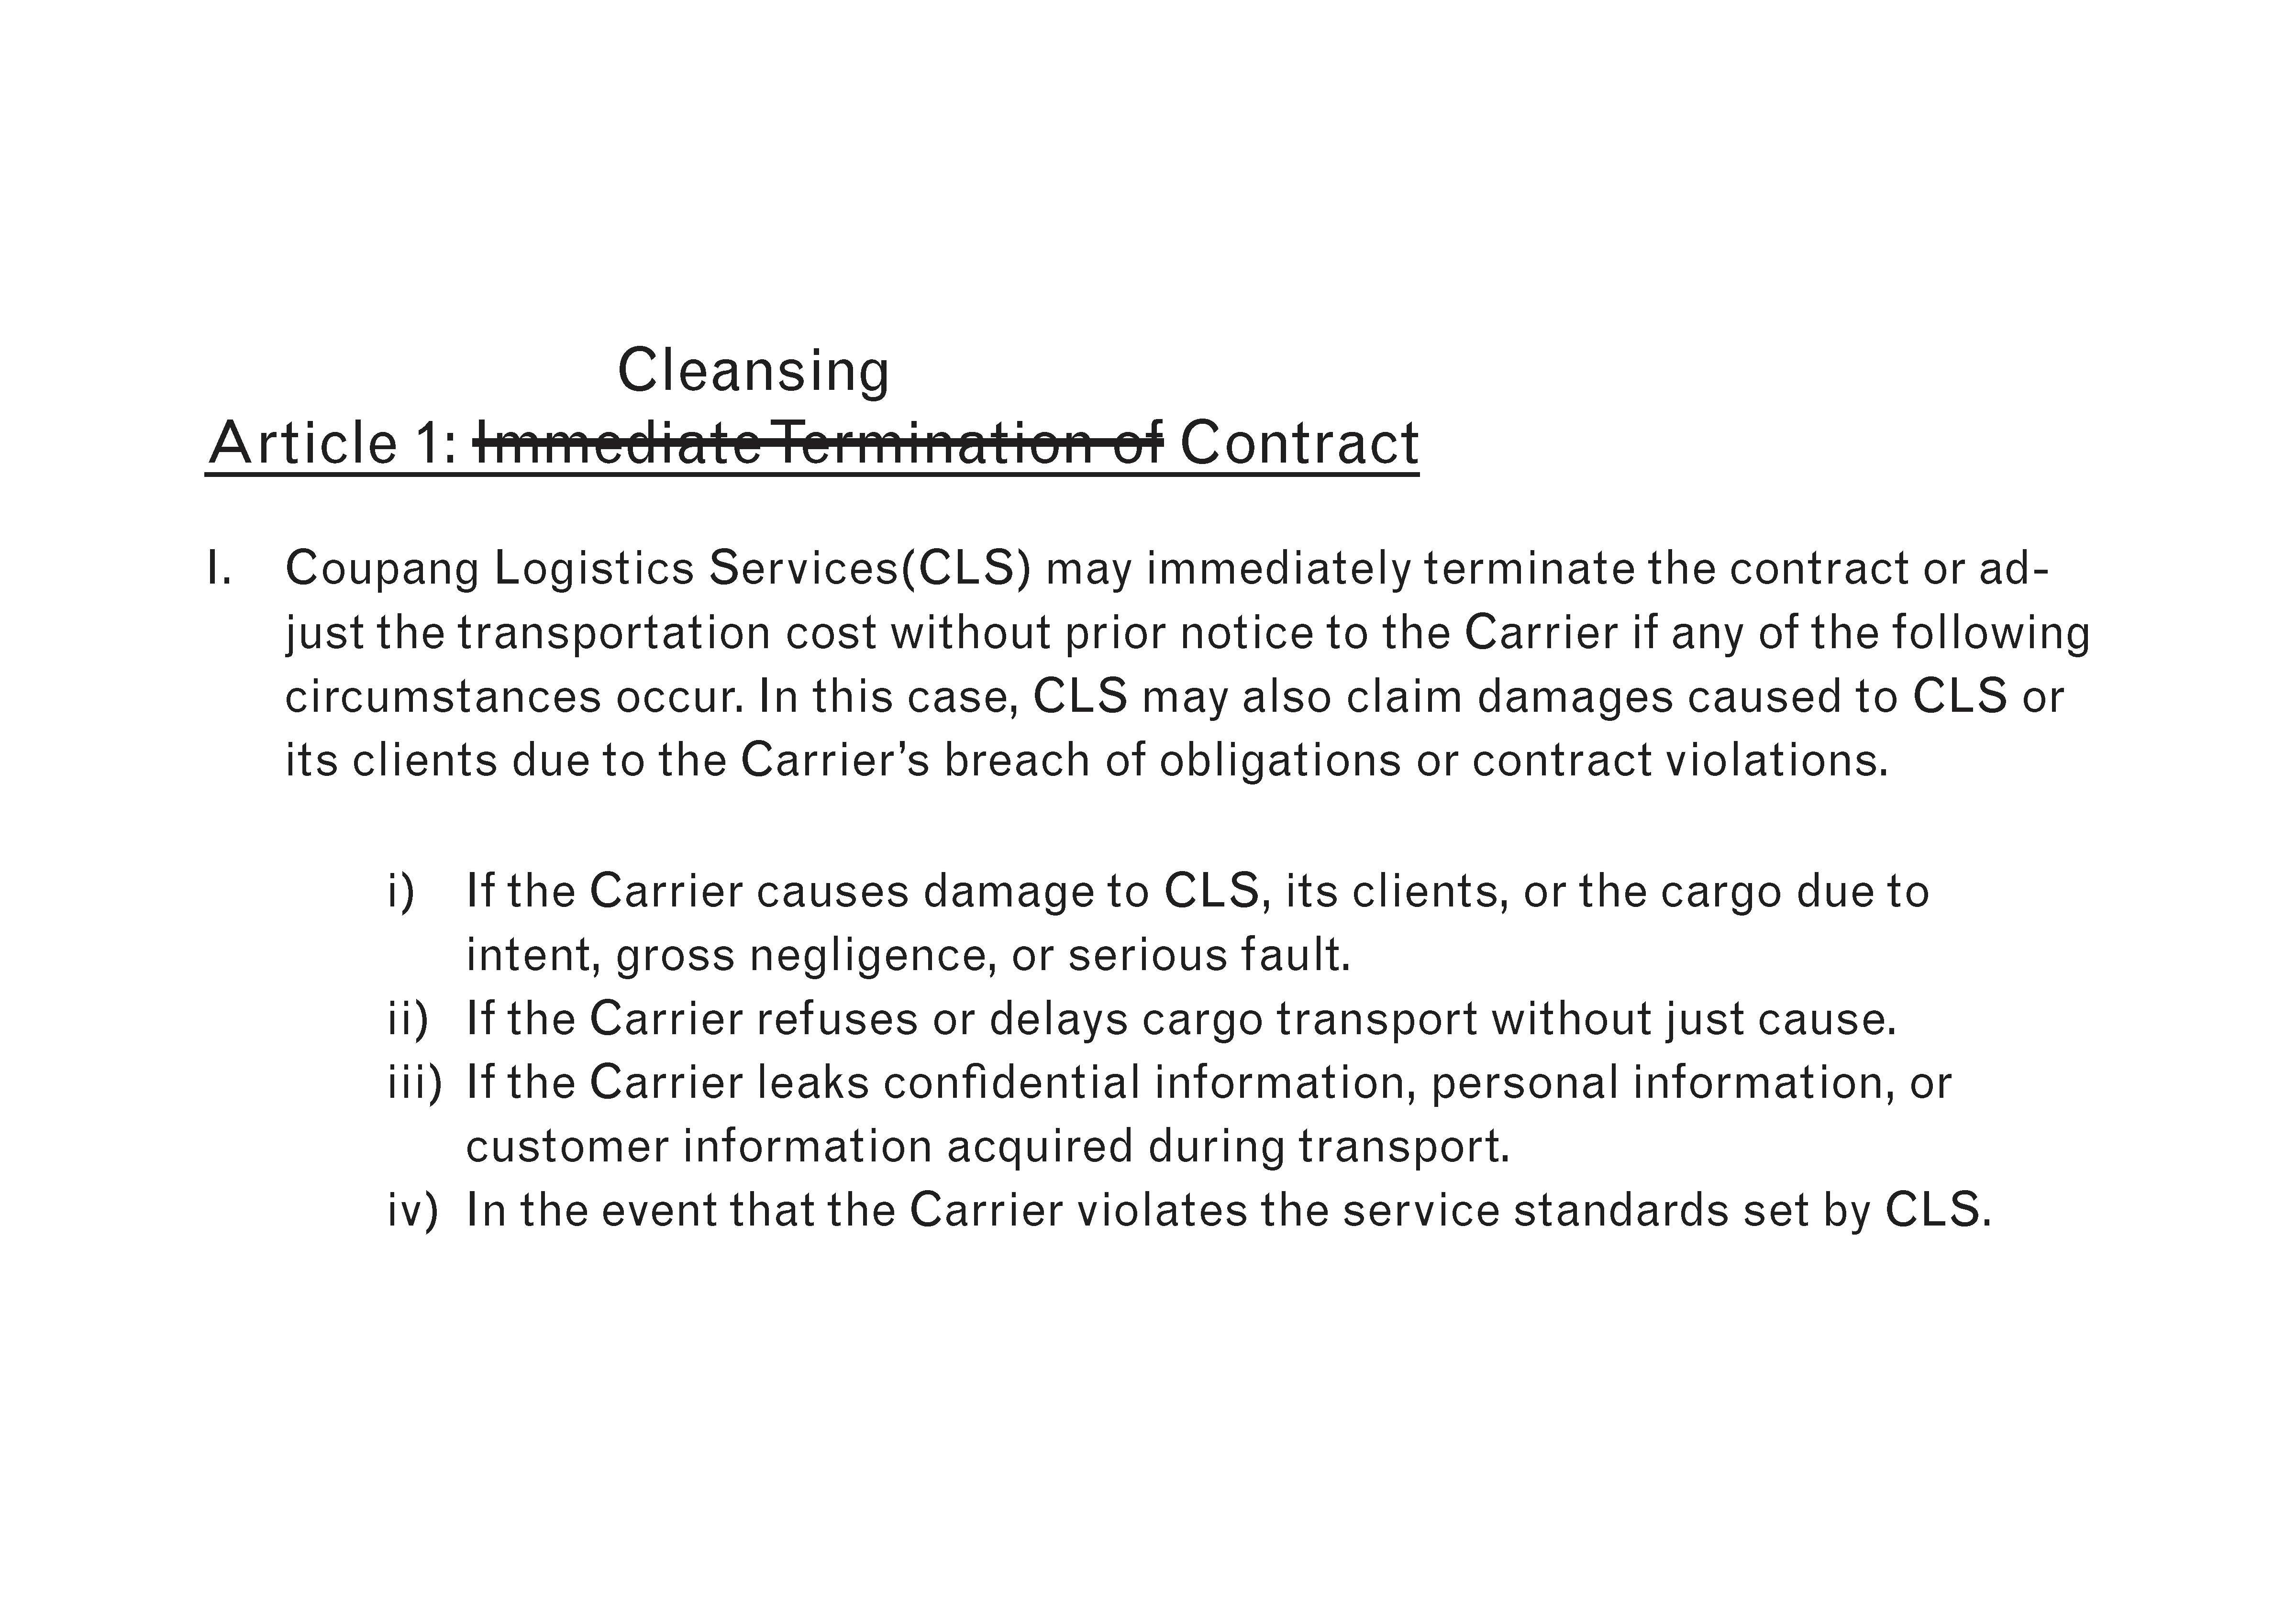 Cleansing
Article 1: Immediate Termination of Contract
I. Coupang Logistics Services(CLS) may immediately terminate the contract or ad-
just the transportation cost without prior notice to the Carrier if any of the following
circumstances occur. In this case, CLS may also claim damages caused to CLS or
its clients due to the Carrier’s breach of obligations or contract violations.
i) If the Carrier causes damage to CLS, its clients, or the cargo due to
intent, gross negligence, or serious fault.
ii) If the Carrier refuses or delays cargo transport without just cause.
iii) If the Carrier leaks confidential information, personal information, or
customer information acquired during transport.
iv) In the event that the Carrier violates the service standards set by CLS.